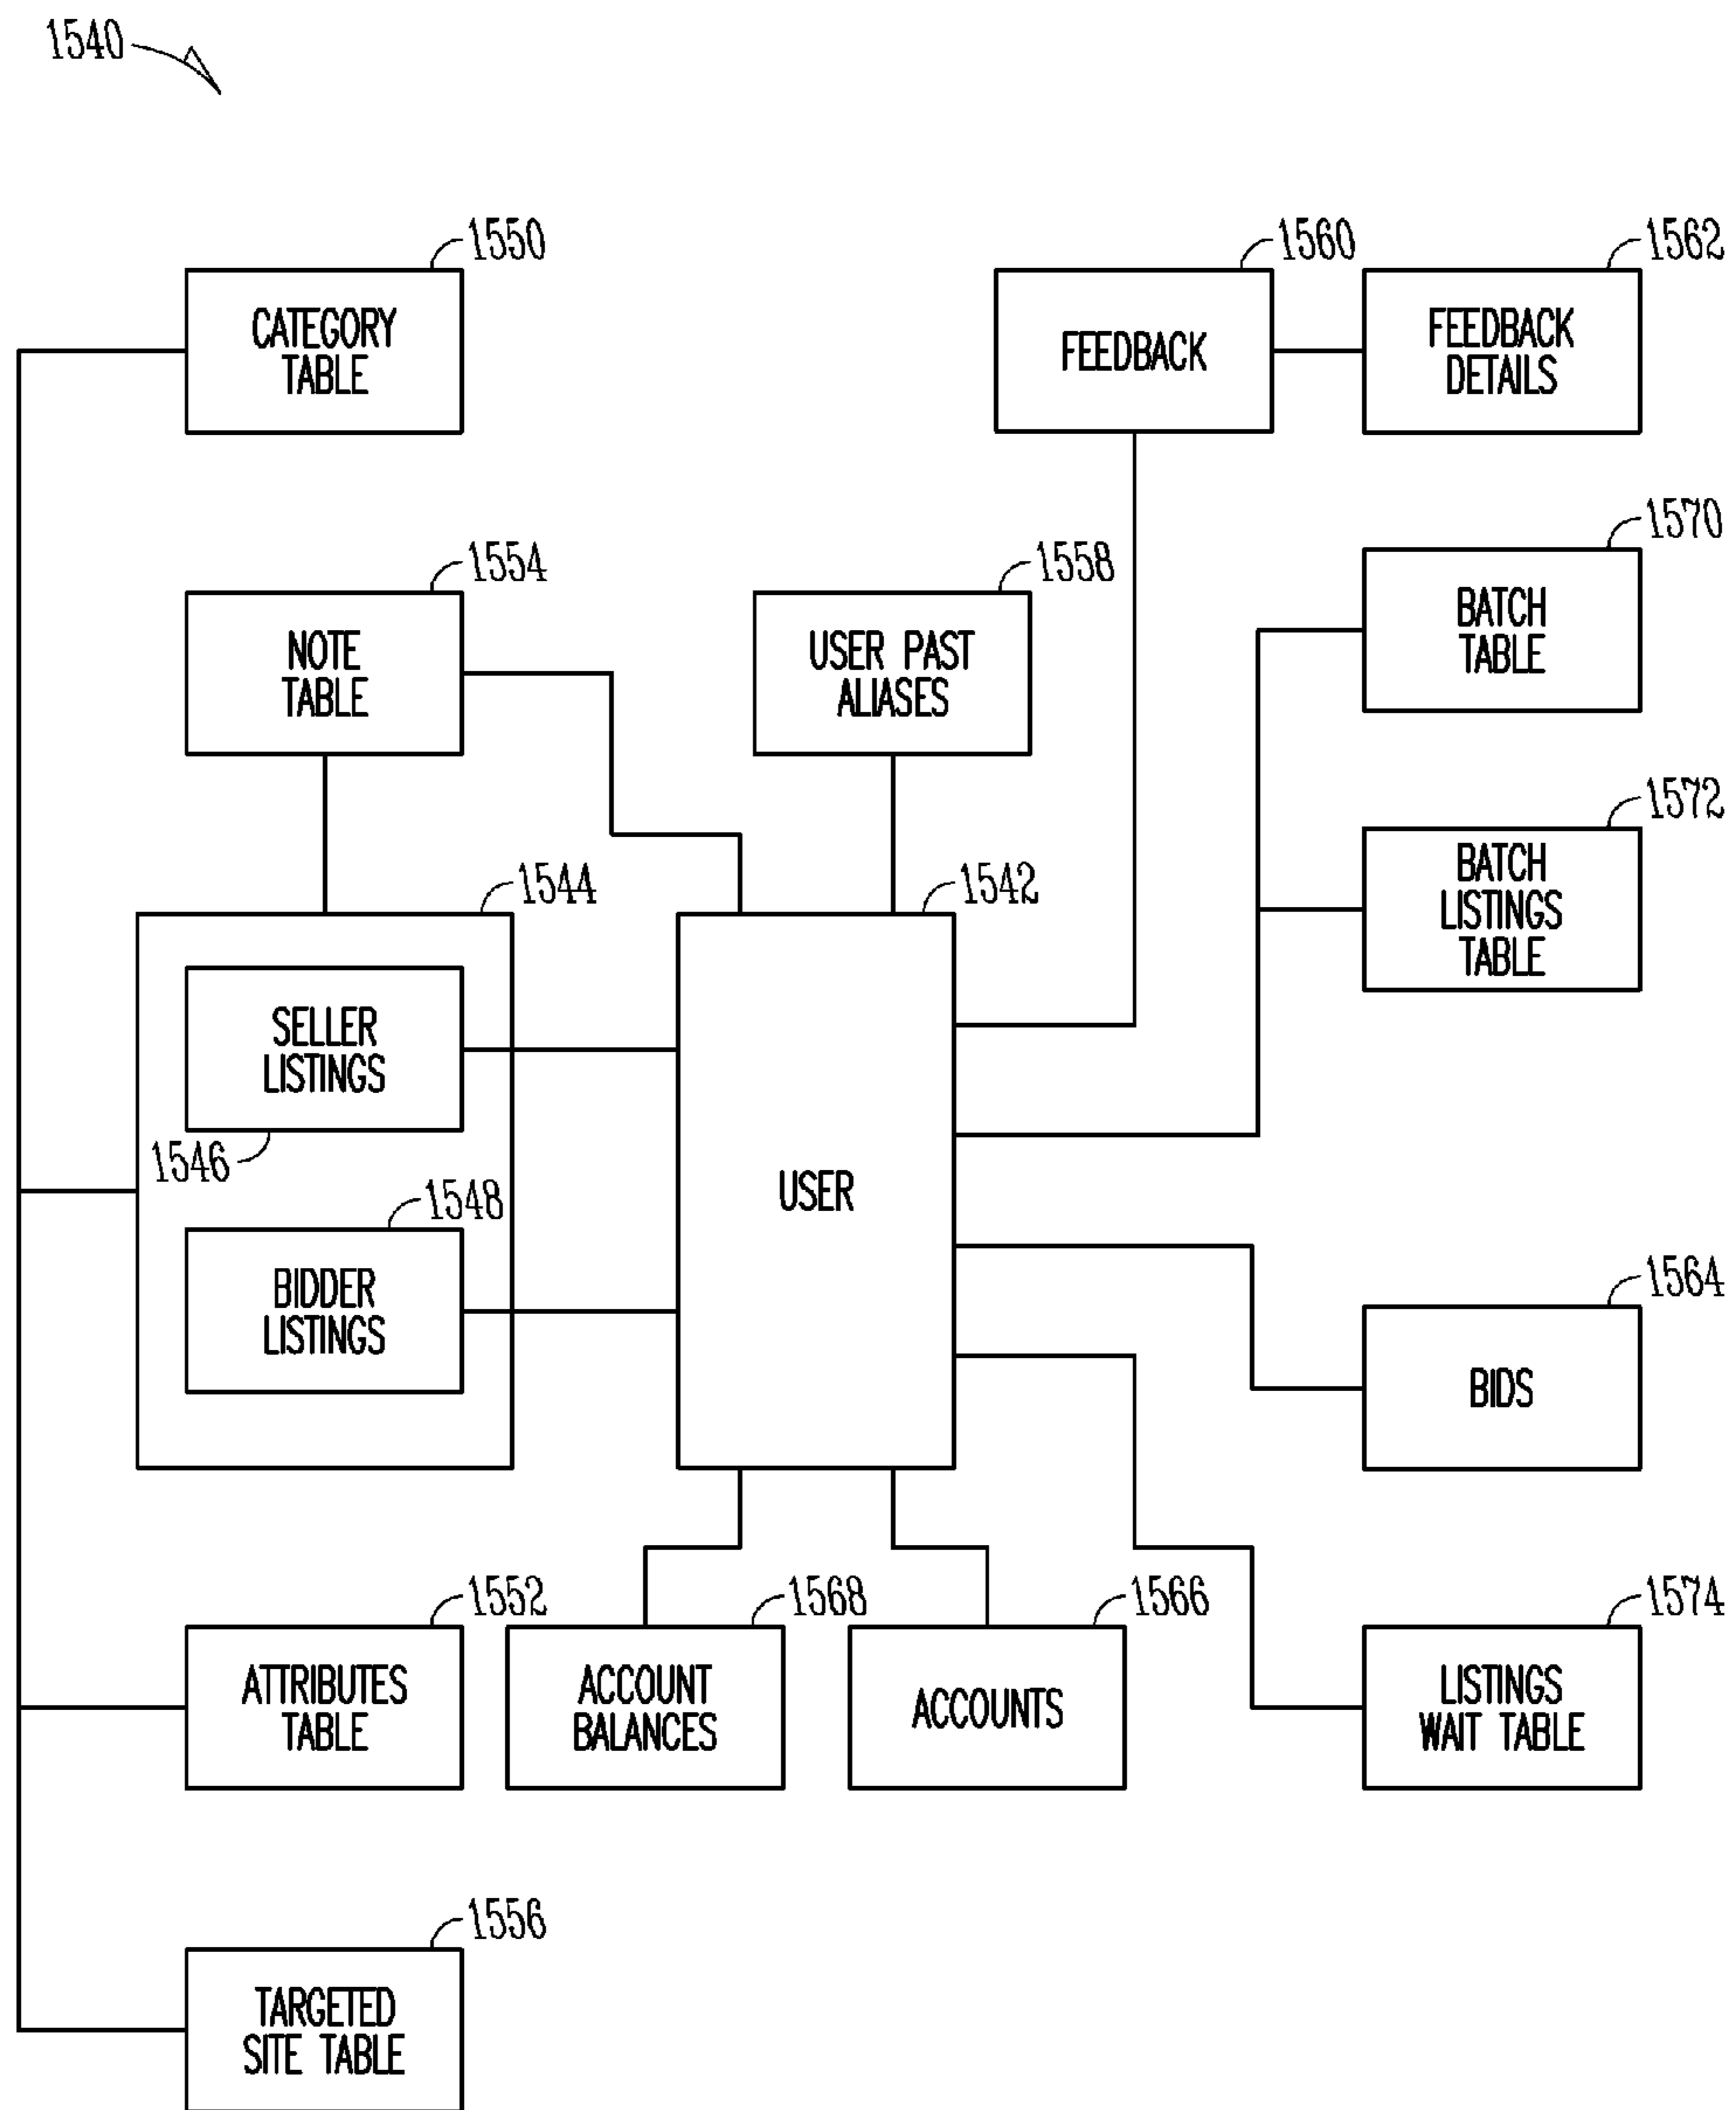 1540
1550
CATEGORY
TABLE
1560
FEEDBACK
1562
FEEDBACK
DETAILS
1554
NOTE
TABLE
1558
USER PAST
ALIASES
1570
BATCH
TABLE
1572
BATCH
LISTINGS
TABLE
1544
SELLER
LISTINGS
1546
1548
BIDDER
LISTINGS
1542
USER
1564
BIDS
1552
ATTRIBUTES
TABLE
1568
ACCOUNT
BALANCES
1566
ACCOUNTS
1574
LISTINGS
WAIT TABLE
1556
TARGETED
SITE TABLE